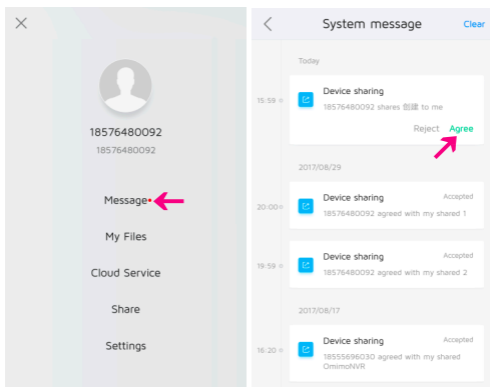 18576480092
18576480092
Message
My Files
Cloud Service
Share
Settings
System message
Clear
Today
15:59
Device sharing
18576480092 shares 创建 to me
Reject Agree
2017/08/29
20:00
Device sharing
Accepted
18576480092 agreed with my shared 1
19:59
Device sharing
Accepted
18576480092 agreed with my shared 2
2017/08/17
16:20
Device sharing
Accepted
18555696030 agreed with my shared
OmimoNVR